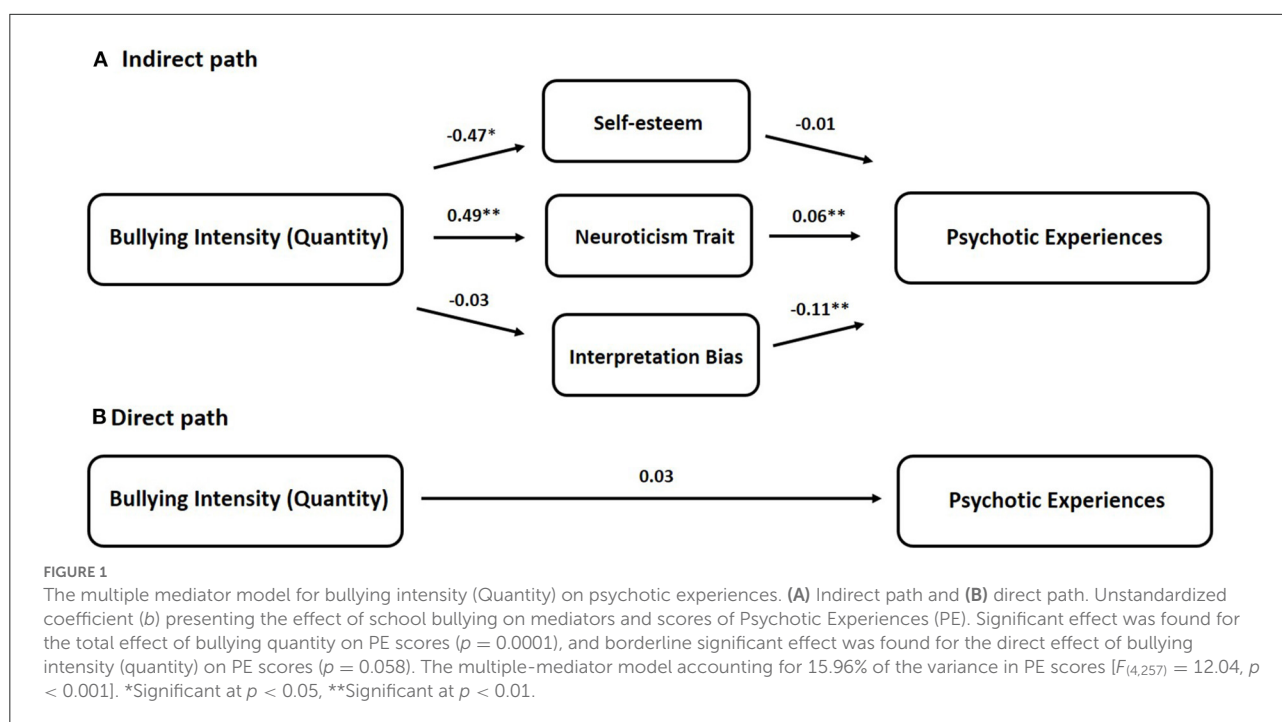 A Indirect path
Self-esteem
-0.47*
-0.01
Bullying Intensity (Quantity)
0.49**
Neuroticism Trait
0.06**
Psychotic Experiences
-0.03
Interpretation Bias
-0.11**
B Direct path
Bullying Intensity (Quantity)
0.03
Psychotic Experiences
FIGURE 1
The multiple mediator model for bullying intensity (Quantity) on psychotic experiences. (A) Indirect path and (B) direct path. Unstandardized
coefficient (b) presenting the effect of school bullying on mediators and scores of Psychotic Experiences (PE). Significant effect was found for
the total effect of bullying quantity on PE scores (p = 0.0001), and borderline significant effect was found for the direct effect of bullying
intensity (quantity) on PE scores (p = 0.058). The multiple-mediator model accounting for 15.96% of the variance in PE scores [F(4,257) = 12.04, p
< 0.001]. *Significant at p < 0.05, **Significant at p < 0.01.